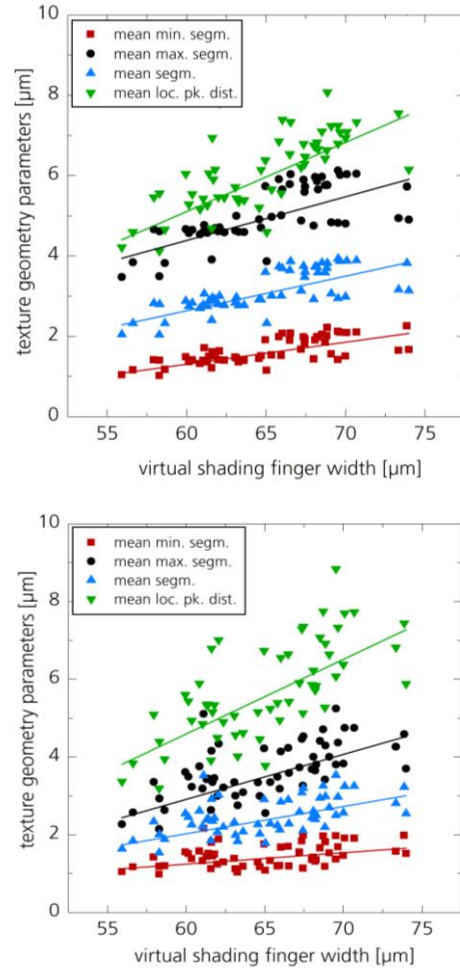 10
mean min. segm.
mean max. segm.
mean segm.
mean loc. pk. dist.
8
6
4
2
0
texture geometry parameters [µm]
55 60 65 70 75
virtual shading finger width [µm]
10
mean min. segm.
mean max. segm.
mean segm.
mean loc. pk. dist.
8
6
4
2
0
texture geometry parameters [µm]
55 60 65 70 75
virtual shading finger width [µm]